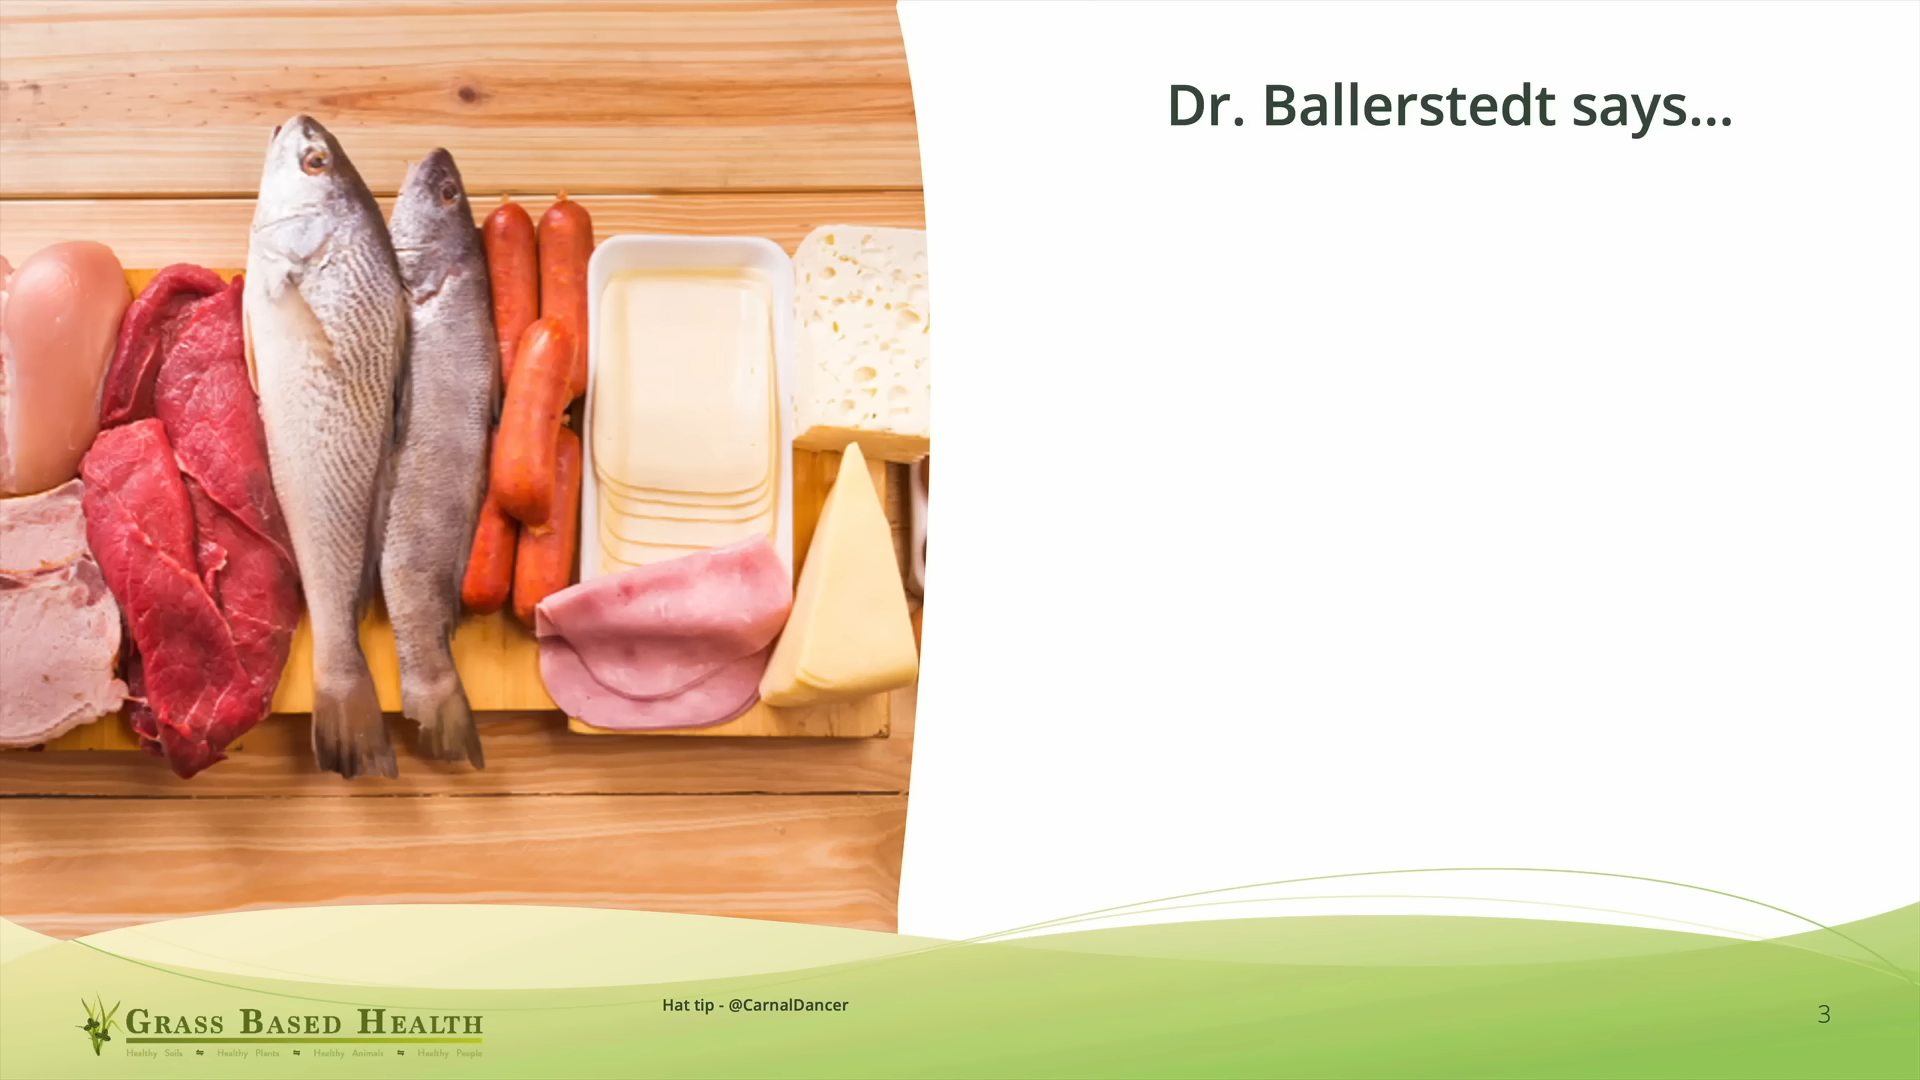 Dr. Ballerstedt says...
Hat tip - @CarnalDancer
GRASS BASED HEALTH
Healthy Soils ⇋ Healthy Plants ⇋ Healthy Animals ⇋ Healthy People
3